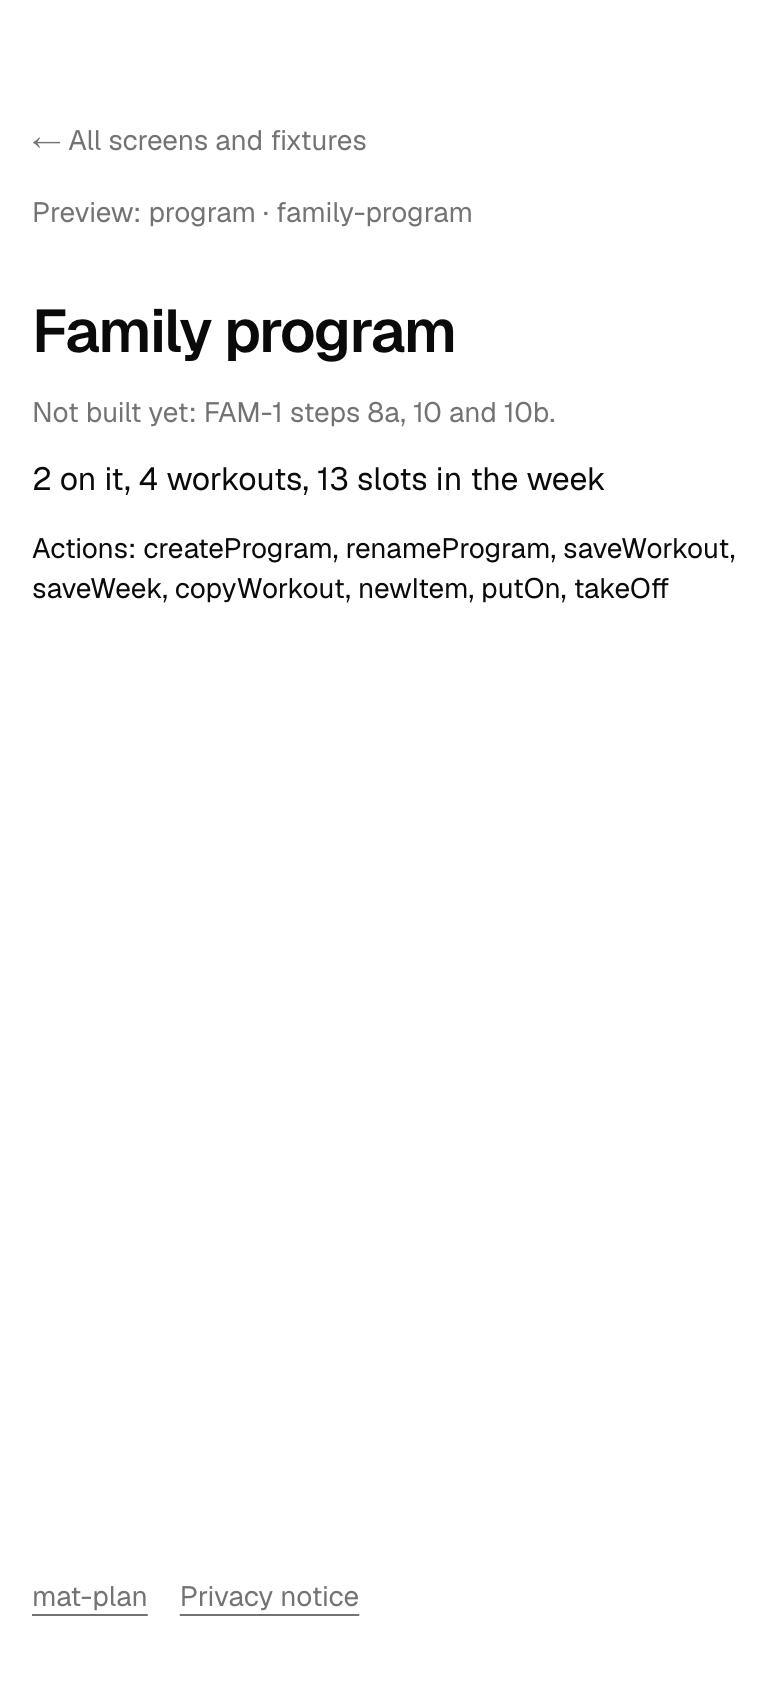 ← All screens and fixtures
Preview: program · family-program
Family program
Not built yet: FAM-1 steps 8a, 10 and 10b.
2 on it, 4 workouts, 13 slots in the week
Actions: createProgram, renameProgram, saveWorkout,
saveWeek, copyWorkout, newItem, putOn, takeOff
mat-plan Privacy notice